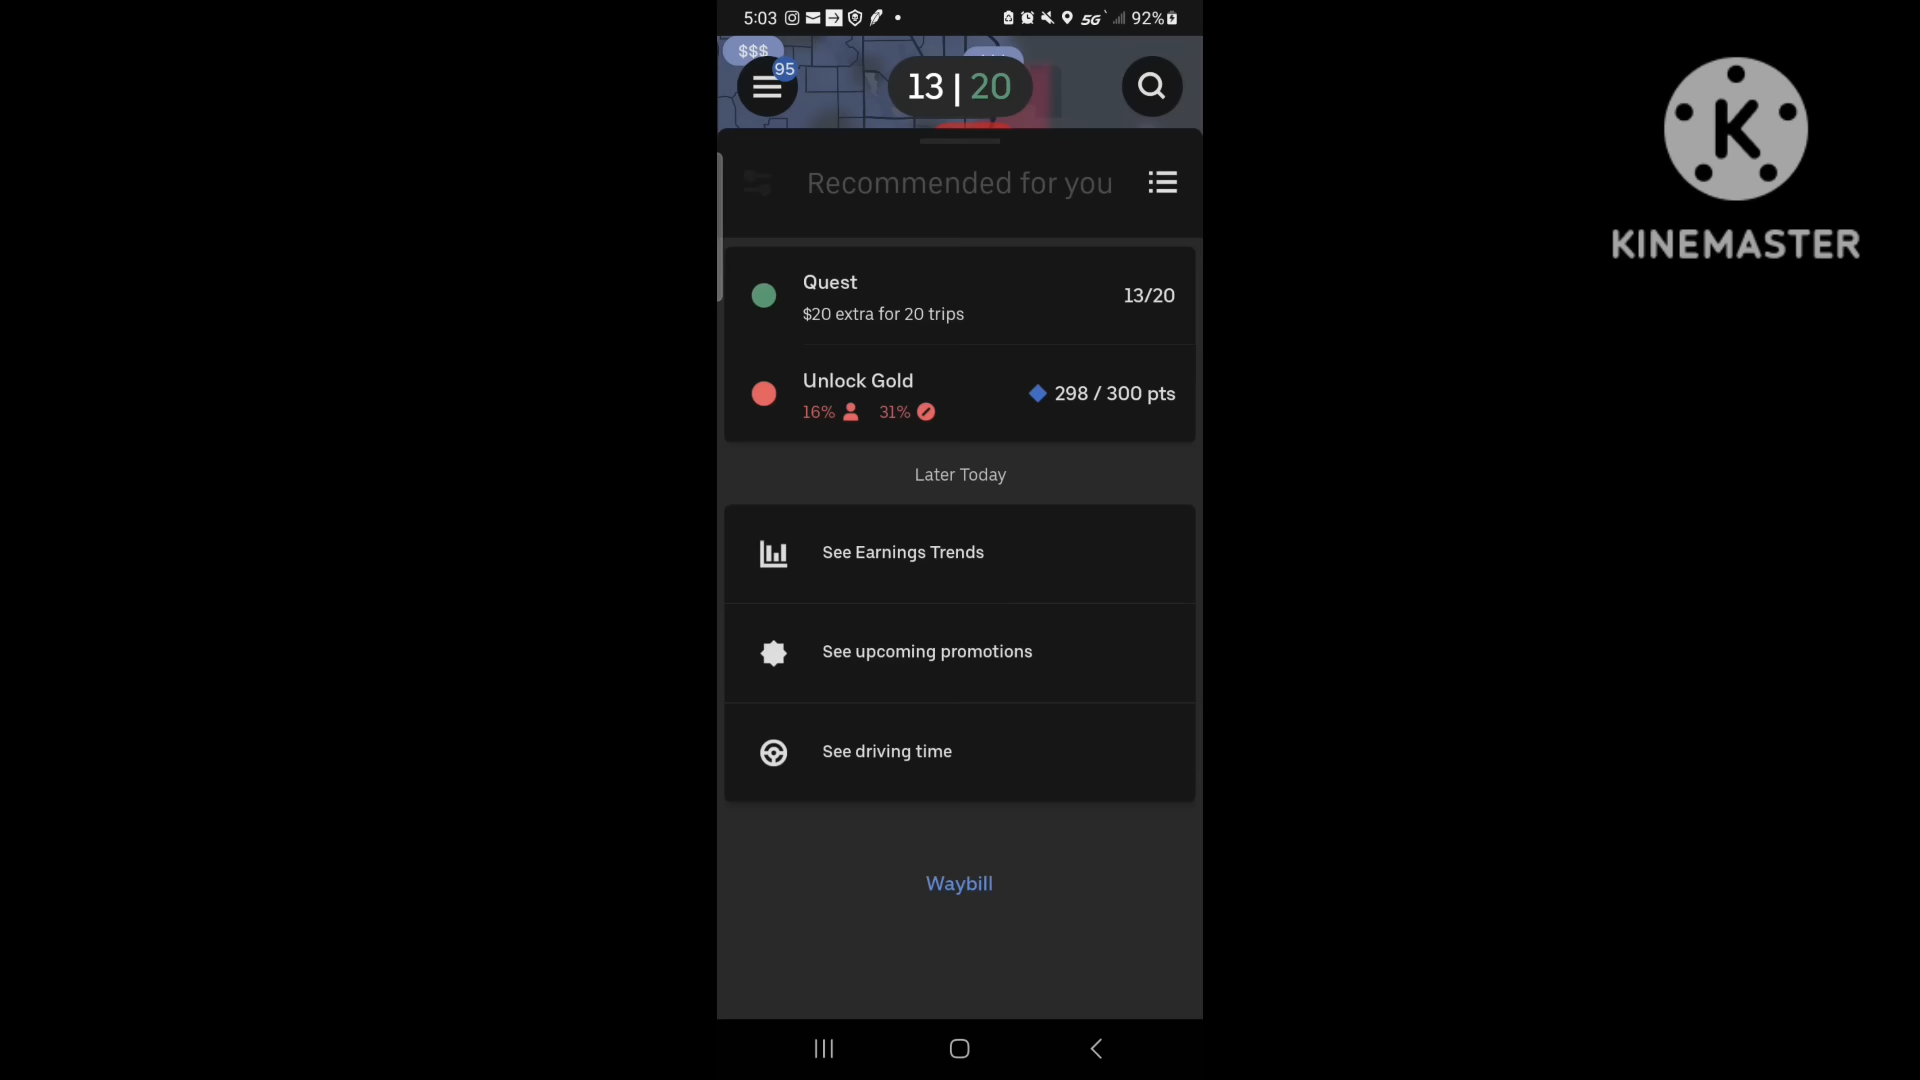 5:03
5G
92%
$$$
95
13 | 20
Recommended for you
Quest
13/20
$20 extra for 20 trips
Unlock Gold
298 / 300 pts
16% 31%
Later Today
See Earnings Trends
See upcoming promotions
See driving time
Waybill
K
KINEMASTER